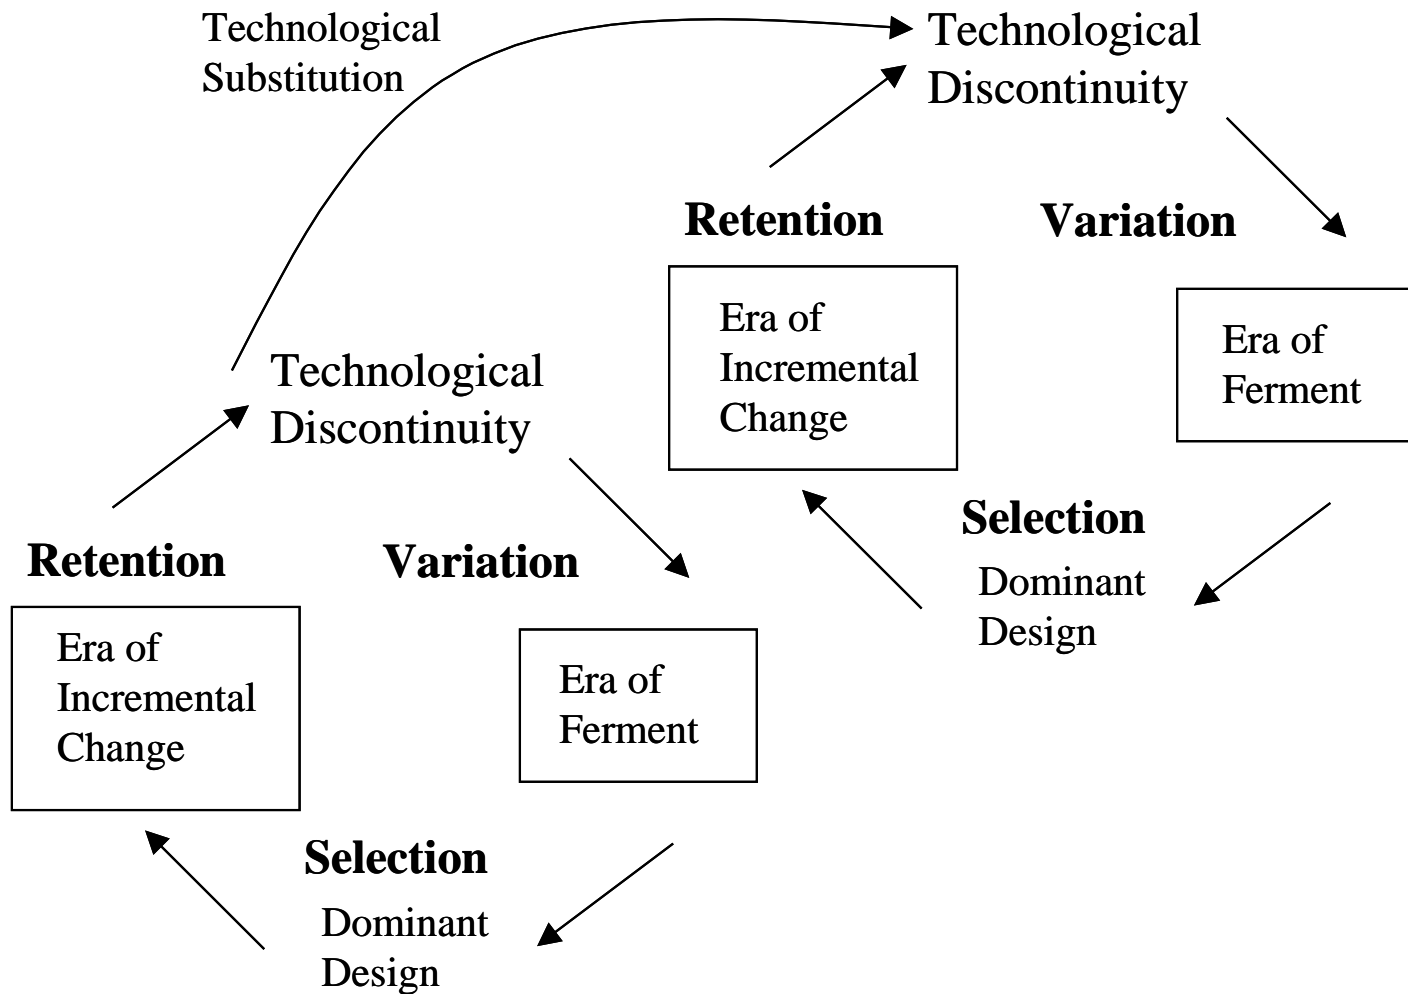 Technological
Substitution
Technological
Discontinuity
Retention
Variation
Era of
Incremental
Change
Era of
Ferment
Selection
Dominant
Design
Technological
Discontinuity
Retention
Variation
Era of
Incremental
Change
Era of
Ferment
Selection
Dominant
Design